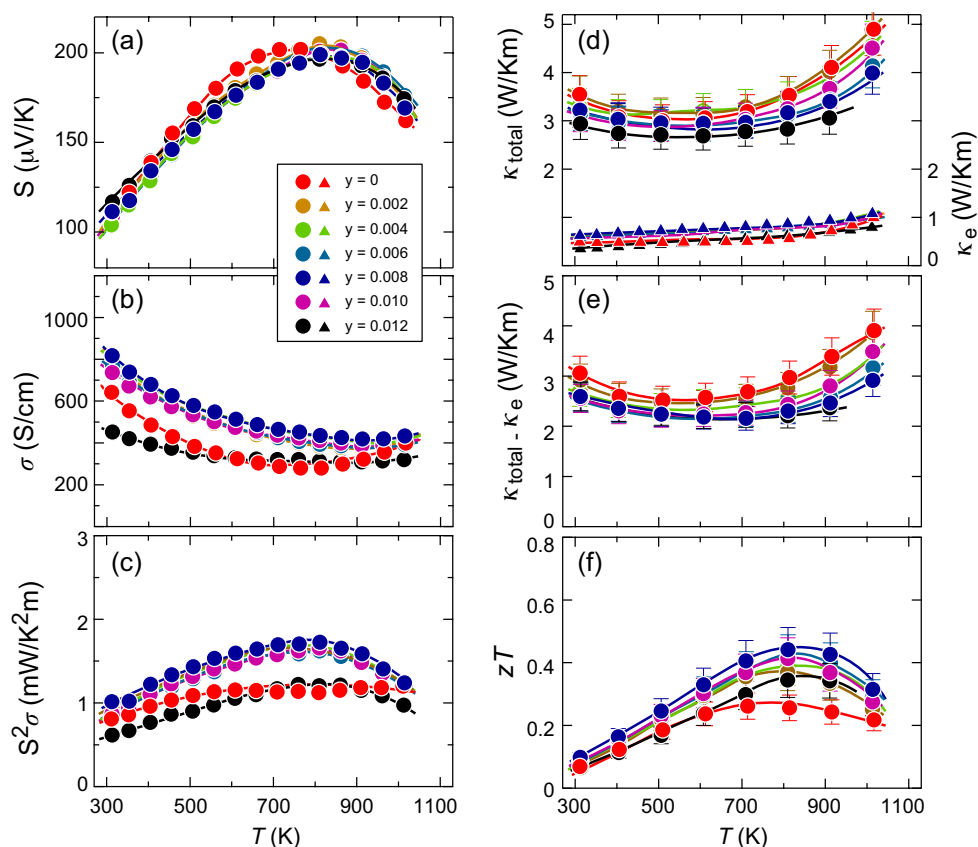 (a)
S (μV/K)
200
150
100
y = 0
y = 0.002
y = 0.004
y = 0.006
y = 0.008
y = 0.010
y = 0.012
(b)
σ (S/cm)
1000
600
200
(c)
S²σ (mW/K²m)
3
2
1
0
300 500 700 900 1100
T (K)
(d)
κtotal (W/Km)
5
4
3
2
κe (W/Km)
2
1
0
(e)
κtotal - κe (W/Km)
5
4
3
2
1
0
(f)
zT
0.8
0.6
0.4
0.2
0
300 500 700 900 1100
T (K)